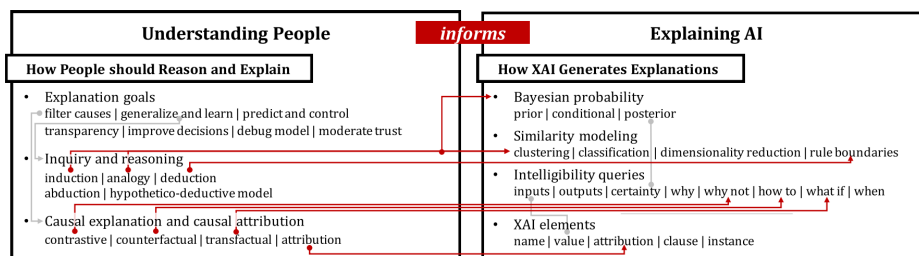 Understanding People
informs
Explaining AI
How People should Reason and Explain
How XAI Generates Explanations
• Explanation goals
filter causes | generalize and learn | predict and control
transparency | improve decisions | debug model | moderate trust
• Inquiry and reasoning
induction | analogy | deduction
abduction | hypothetico-deductive model
• Causal explanation and causal attribution
contrastive | counterfactual | transfactual | attribution
• Bayesian probability
prior | conditional | posterior
• Similarity modeling
clustering | classification | dimensionality reduction | rule boundaries
• Intelligibility queries
inputs | outputs | certainty | why | why not | how to | what if | when
• XAI elements
name | value | attribution | clause | instance